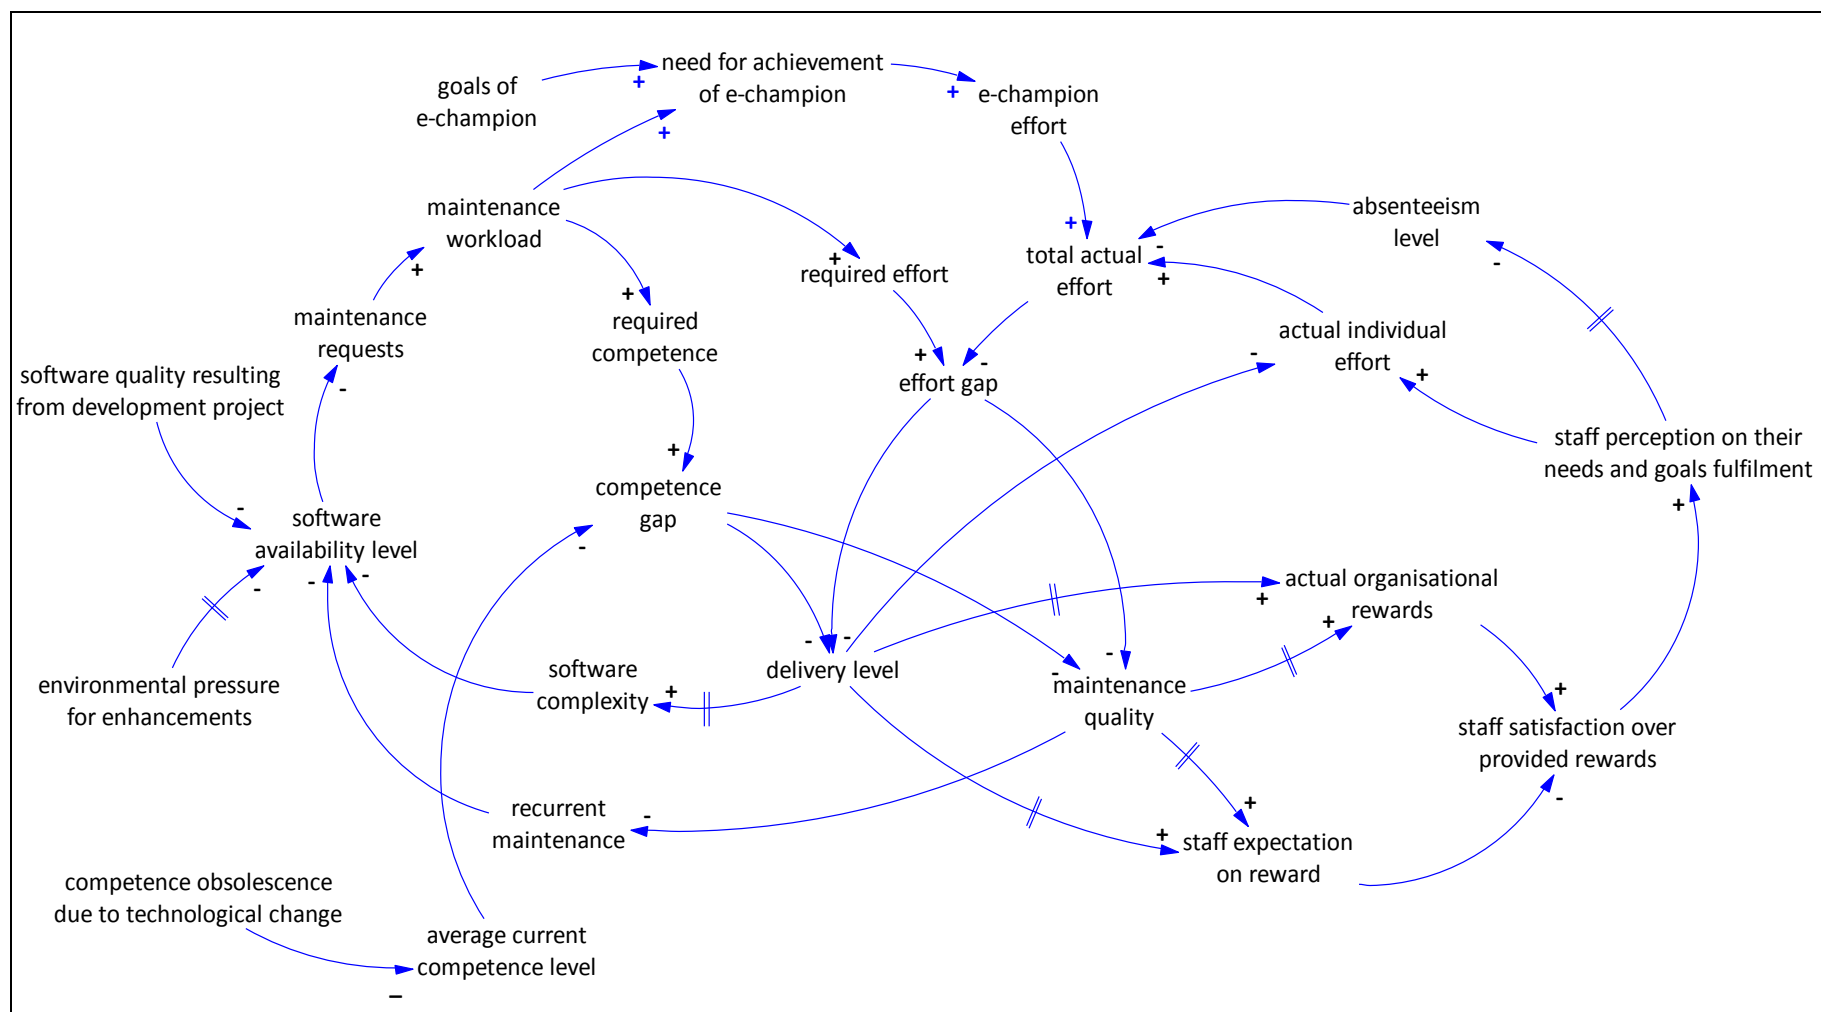 goals of
e-champion
need for achievement
of e-champion
e-champion
effort
maintenance
workload
absenteeism
level
required effort
total actual
effort
maintenance
requests
required
competence
actual individual
effort
software quality resulting
from development project
effort gap
staff perception on their
needs and goals fulfilment
competence
gap
software
availability level
actual organisational
rewards
environmental pressure
for enhancements
software
complexity
delivery level
maintenance
quality
staff satisfaction over
provided rewards
recurrent
maintenance
staff expectation
on reward
competence obsolescence
due to technological change
average current
competence level
+
+
+
+
-
+
+
-
+
+
-
+
-
-
+
-
+
+
-
-
-
-
-
+
+
-
-
-
-
+
+
-
-
+
+
-
–